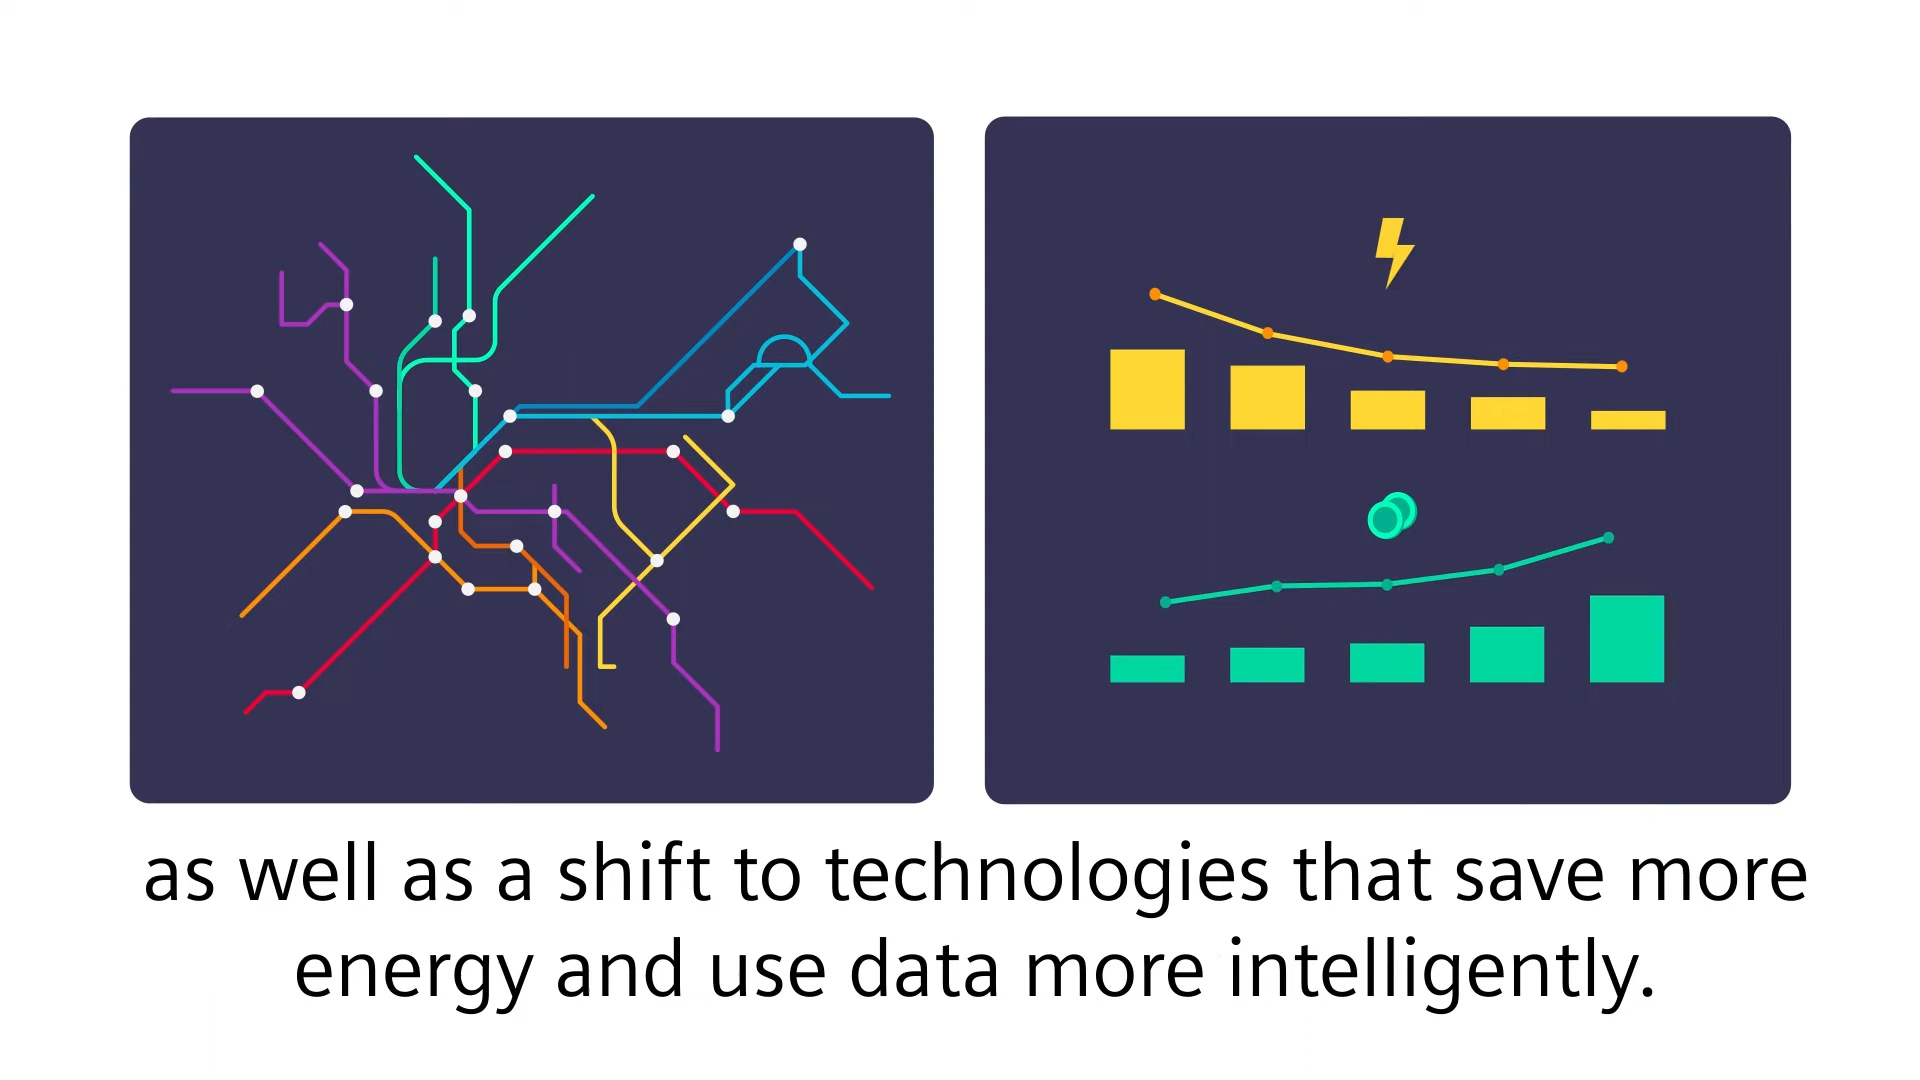 as well as a shift to technologies that save more
energy and use data more intelligently.